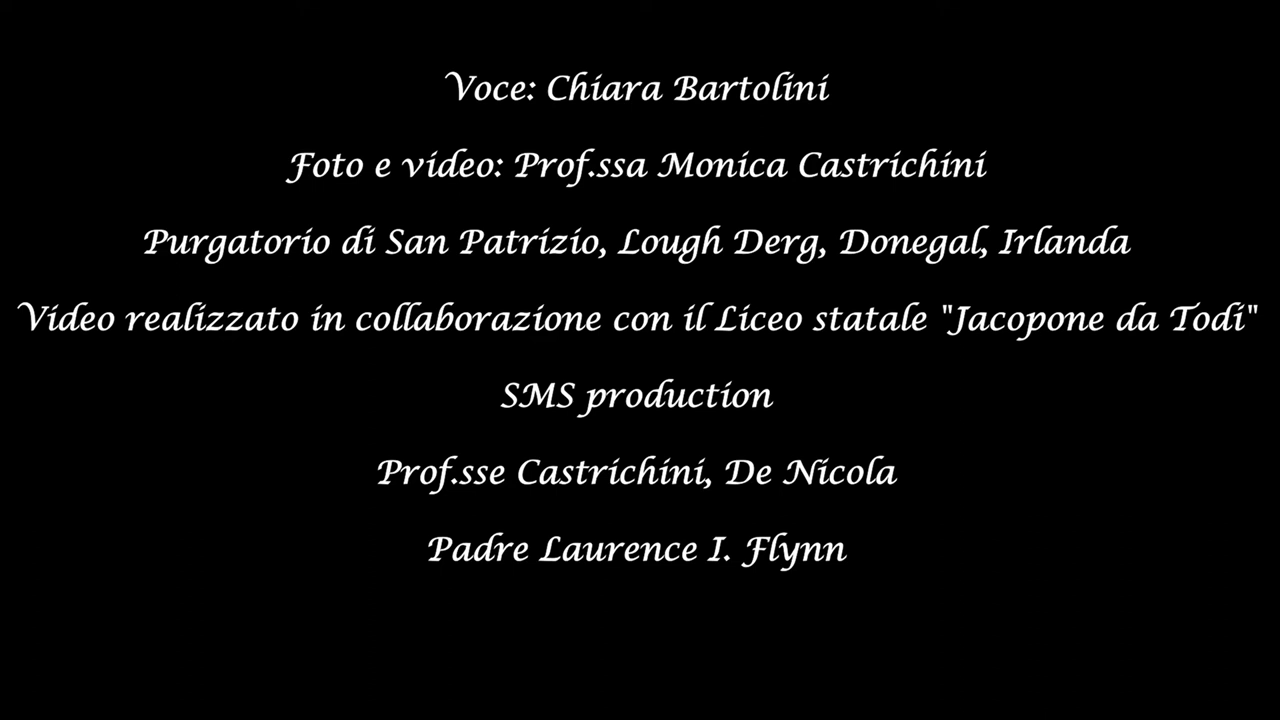 Voce: Chiara Bartolini
Foto e video: Prof.ssa Monica Castrichini
Purgatorio di San Patrizio, Lough Derg, Donegal, Irlanda
Video realizzato in collaborazione con il Liceo statale "Jacopone da Todi"
SMS production
Prof.sse Castrichini, De Nicola
Padre Laurence I. Flynn